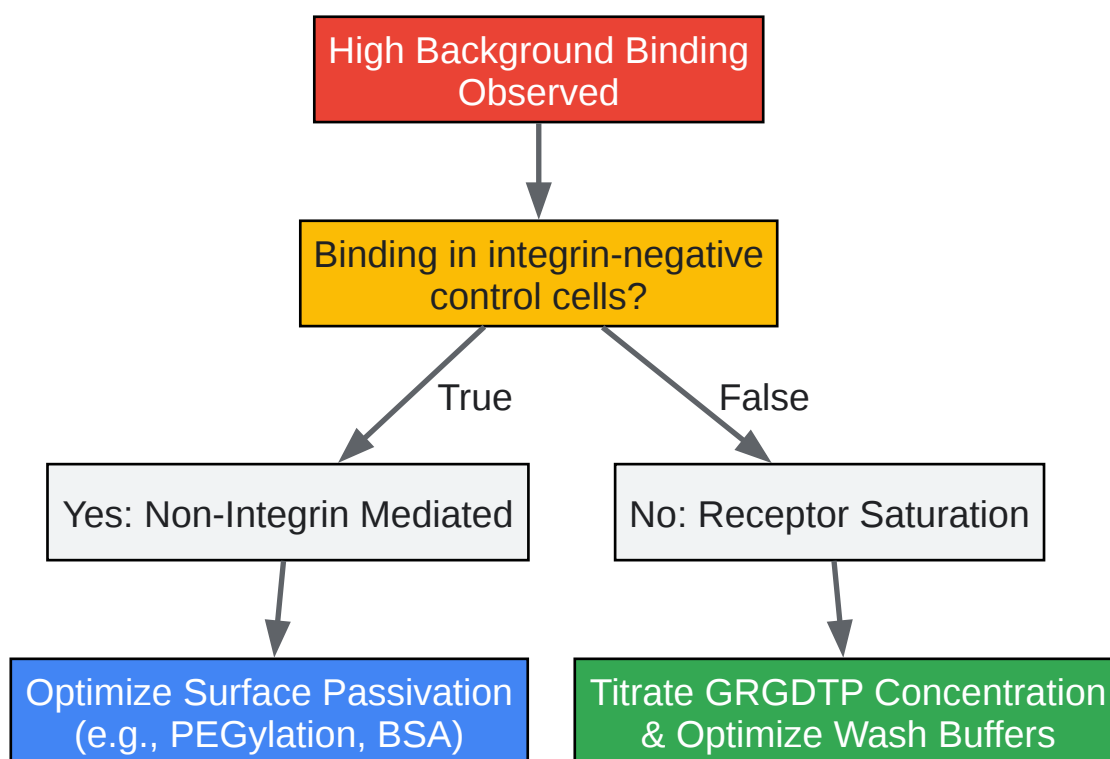 High Background Binding
Observed
Binding in integrin-negative
control cells?
True
False
Yes: Non-Integrin Mediated
No: Receptor Saturation
Optimize Surface Passivation
(e.g., PEGylation, BSA)
Titrate GRGDTP Concentration
& Optimize Wash Buffers